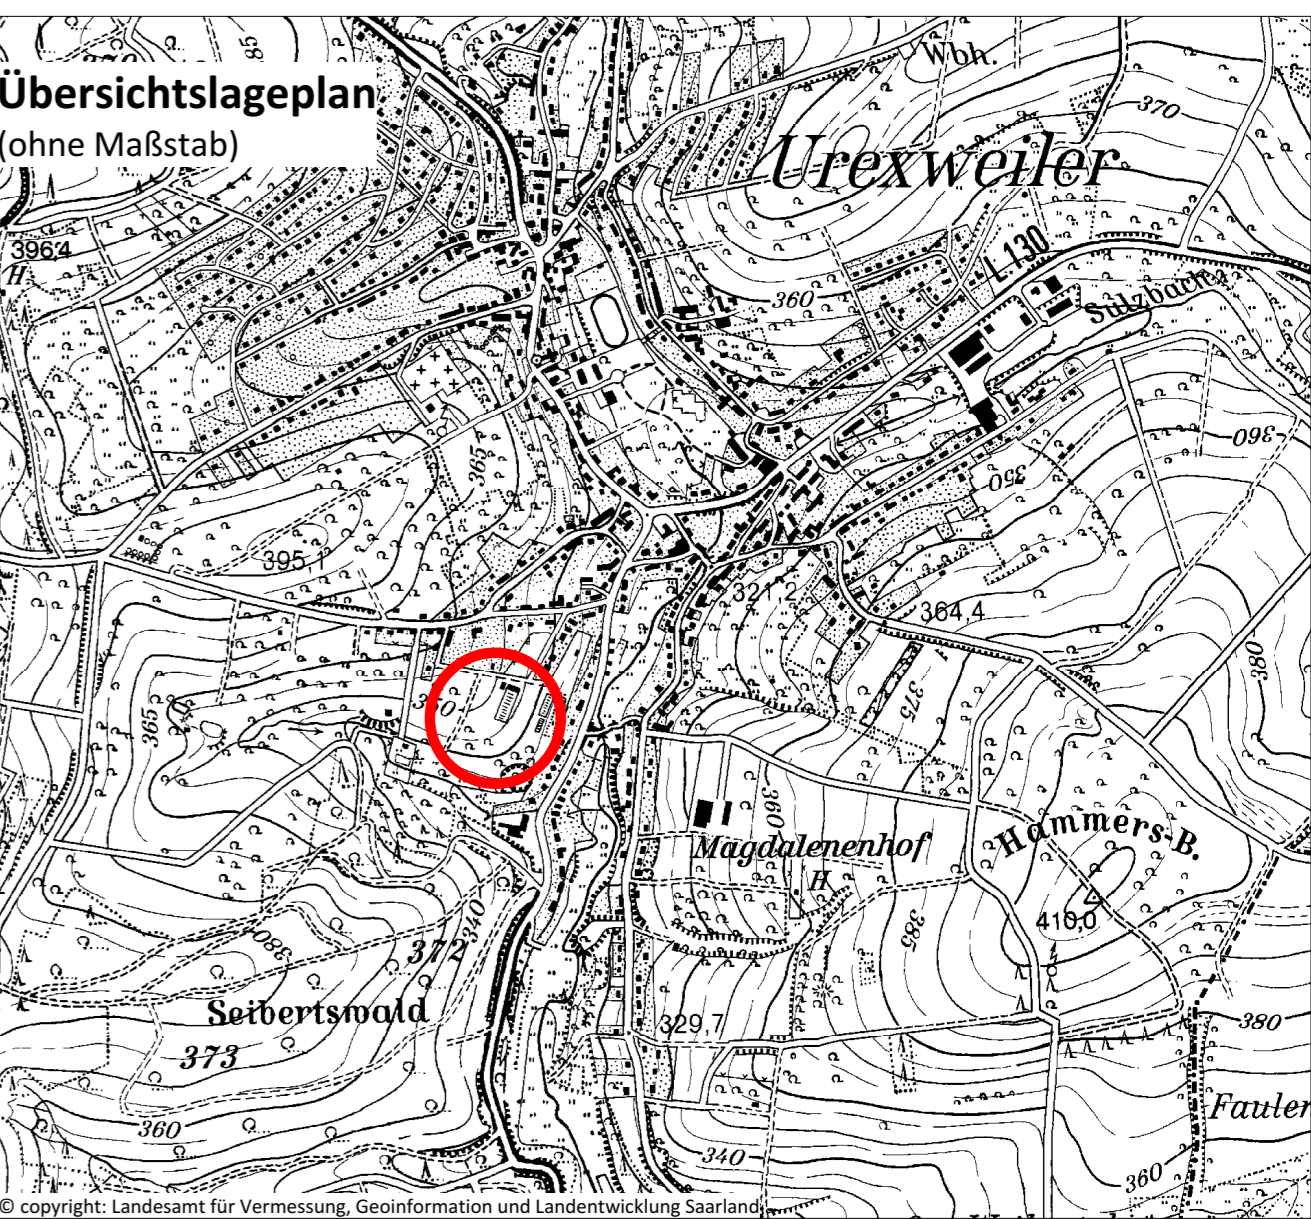 Übersichtslageplan
(ohne Maßstab)
Wbh.
370
Urexweiler
396,4
H
L 130
360
Sulzbach
365
360
350
395,1
321,2
364,4
380
375
365
360
Magdalenenhof
H
Hammers-B.
410,0
385
340
372
380
Seibertswald
373
329,7
380
360
340
360
Fauler
© copyright: Landesamt für Vermessung, Geoinformation und Landentwicklung Saarland